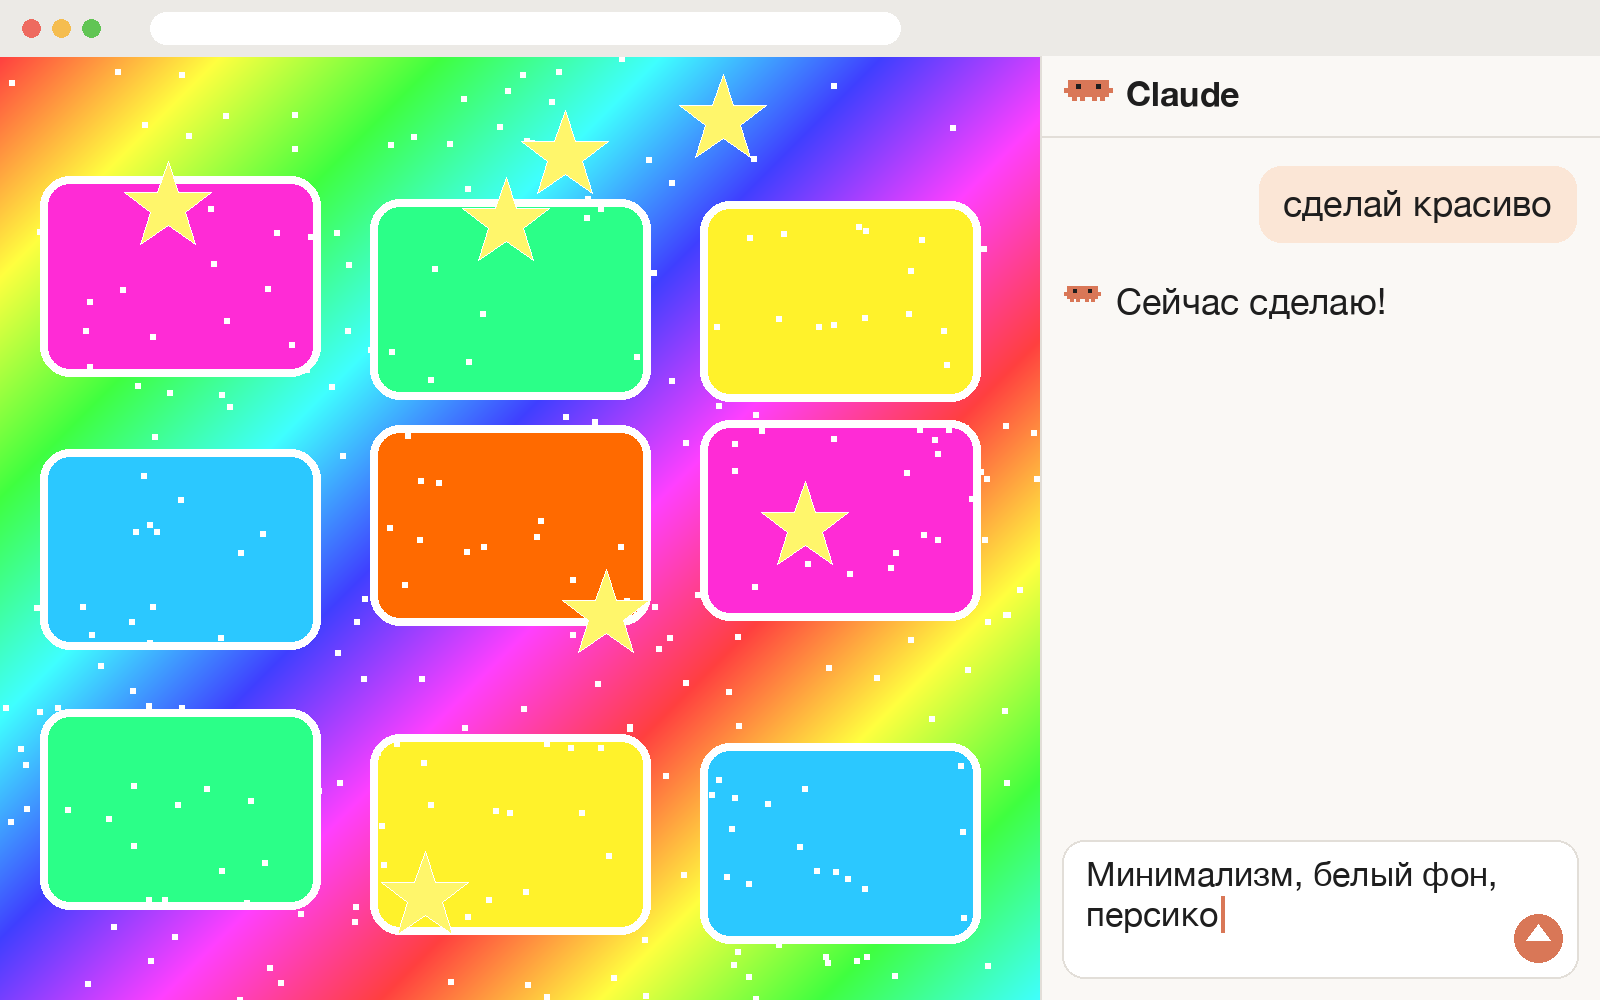 Claude
сделай красиво
Сейчас сделаю!
Минимализм, белый фон,
персико